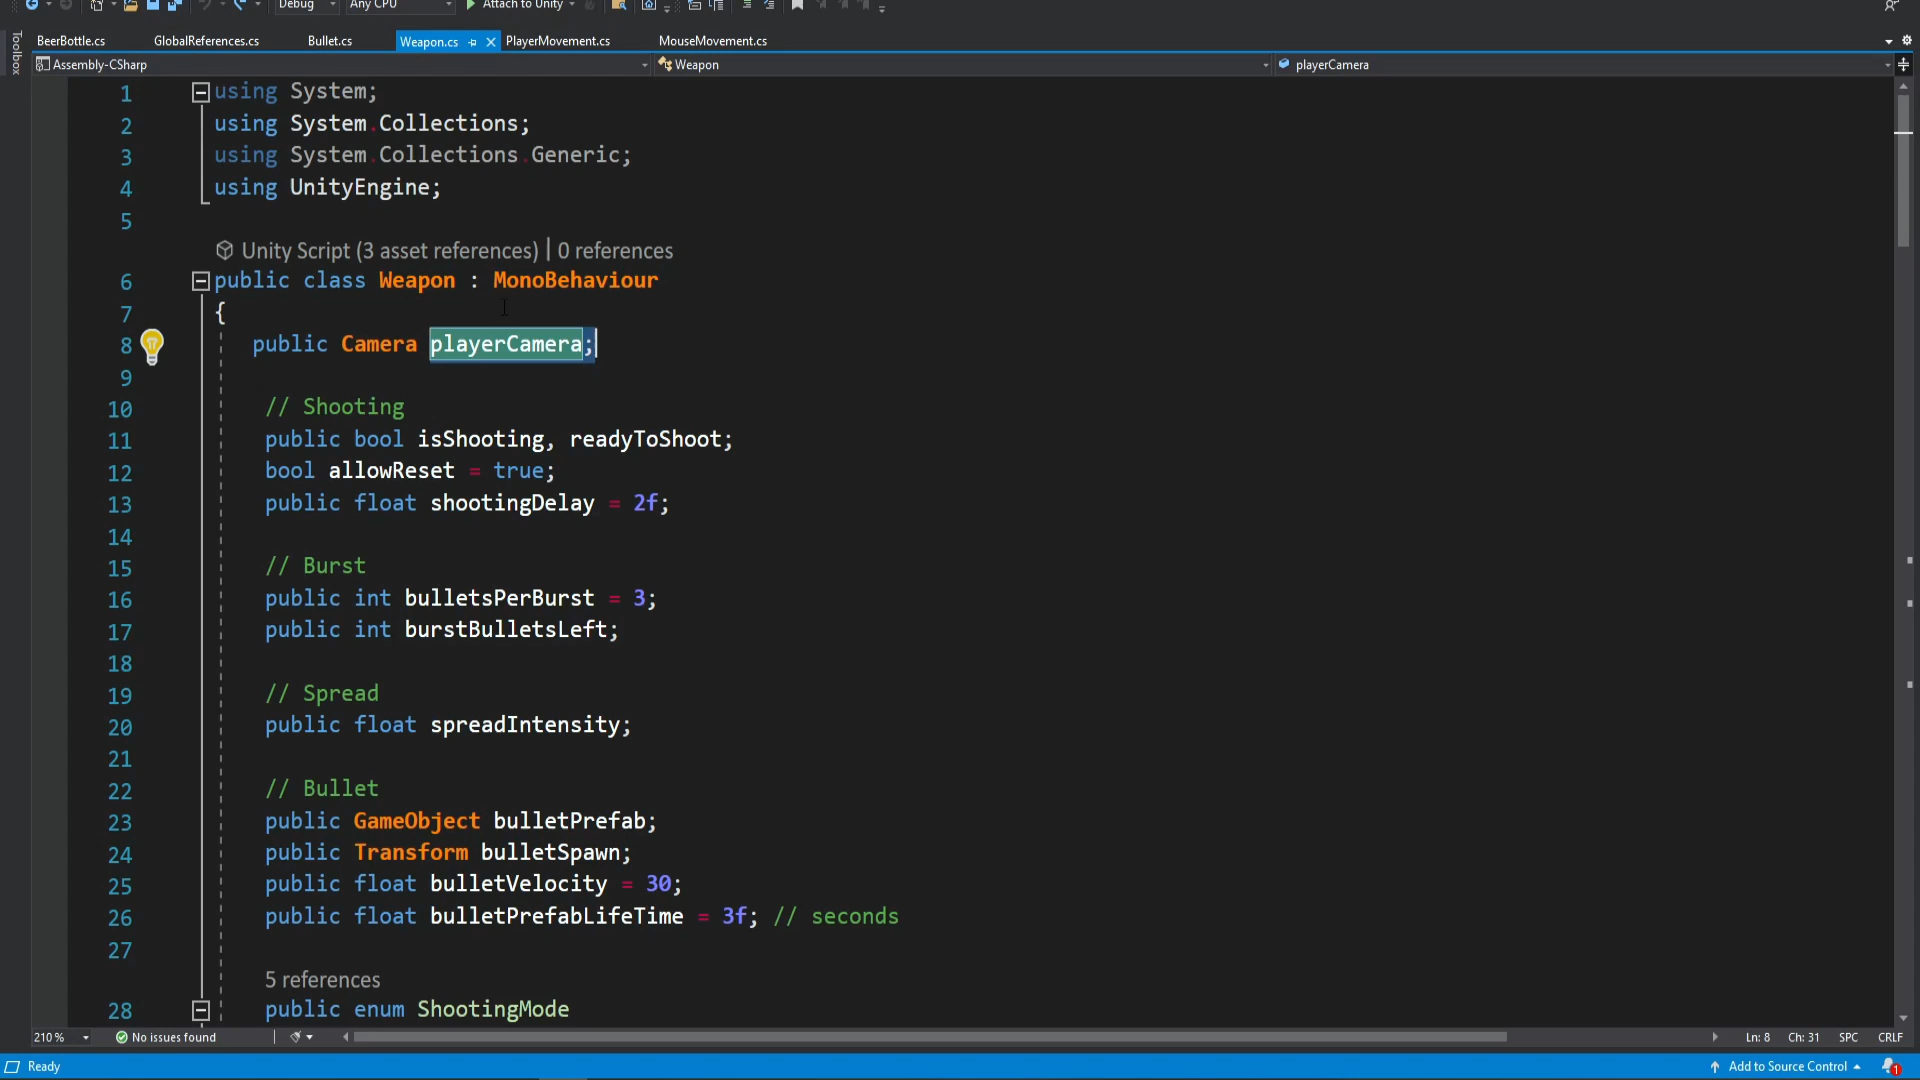 Debug Any CPU Attach to Unity
Toolbox
BeerBottle.cs GlobalReferences.cs Bullet.cs Weapon.cs PlayerMovement.cs MouseMovement.cs
Assembly-CSharp Weapon playerCamera
1 using System;
2 using System.Collections;
3 using System.Collections.Generic;
4 using UnityEngine;
5
Unity Script (3 asset references) | 0 references
6 public class Weapon : MonoBehaviour
7 {
8 public Camera playerCamera;
9
10 // Shooting
11 public bool isShooting, readyToShoot;
12 bool allowReset = true;
13 public float shootingDelay = 2f;
14
15 // Burst
16 public int bulletsPerBurst = 3;
17 public int burstBulletsLeft;
18
19 // Spread
20 public float spreadIntensity;
21
22 // Bullet
23 public GameObject bulletPrefab;
24 public Transform bulletSpawn;
25 public float bulletVelocity = 30;
26 public float bulletPrefabLifeTime = 3f; // seconds
27
5 references
28 public enum ShootingMode
210 % No issues found Ln: 8 Ch: 31 SPC CRLF
Ready Add to Source Control 1